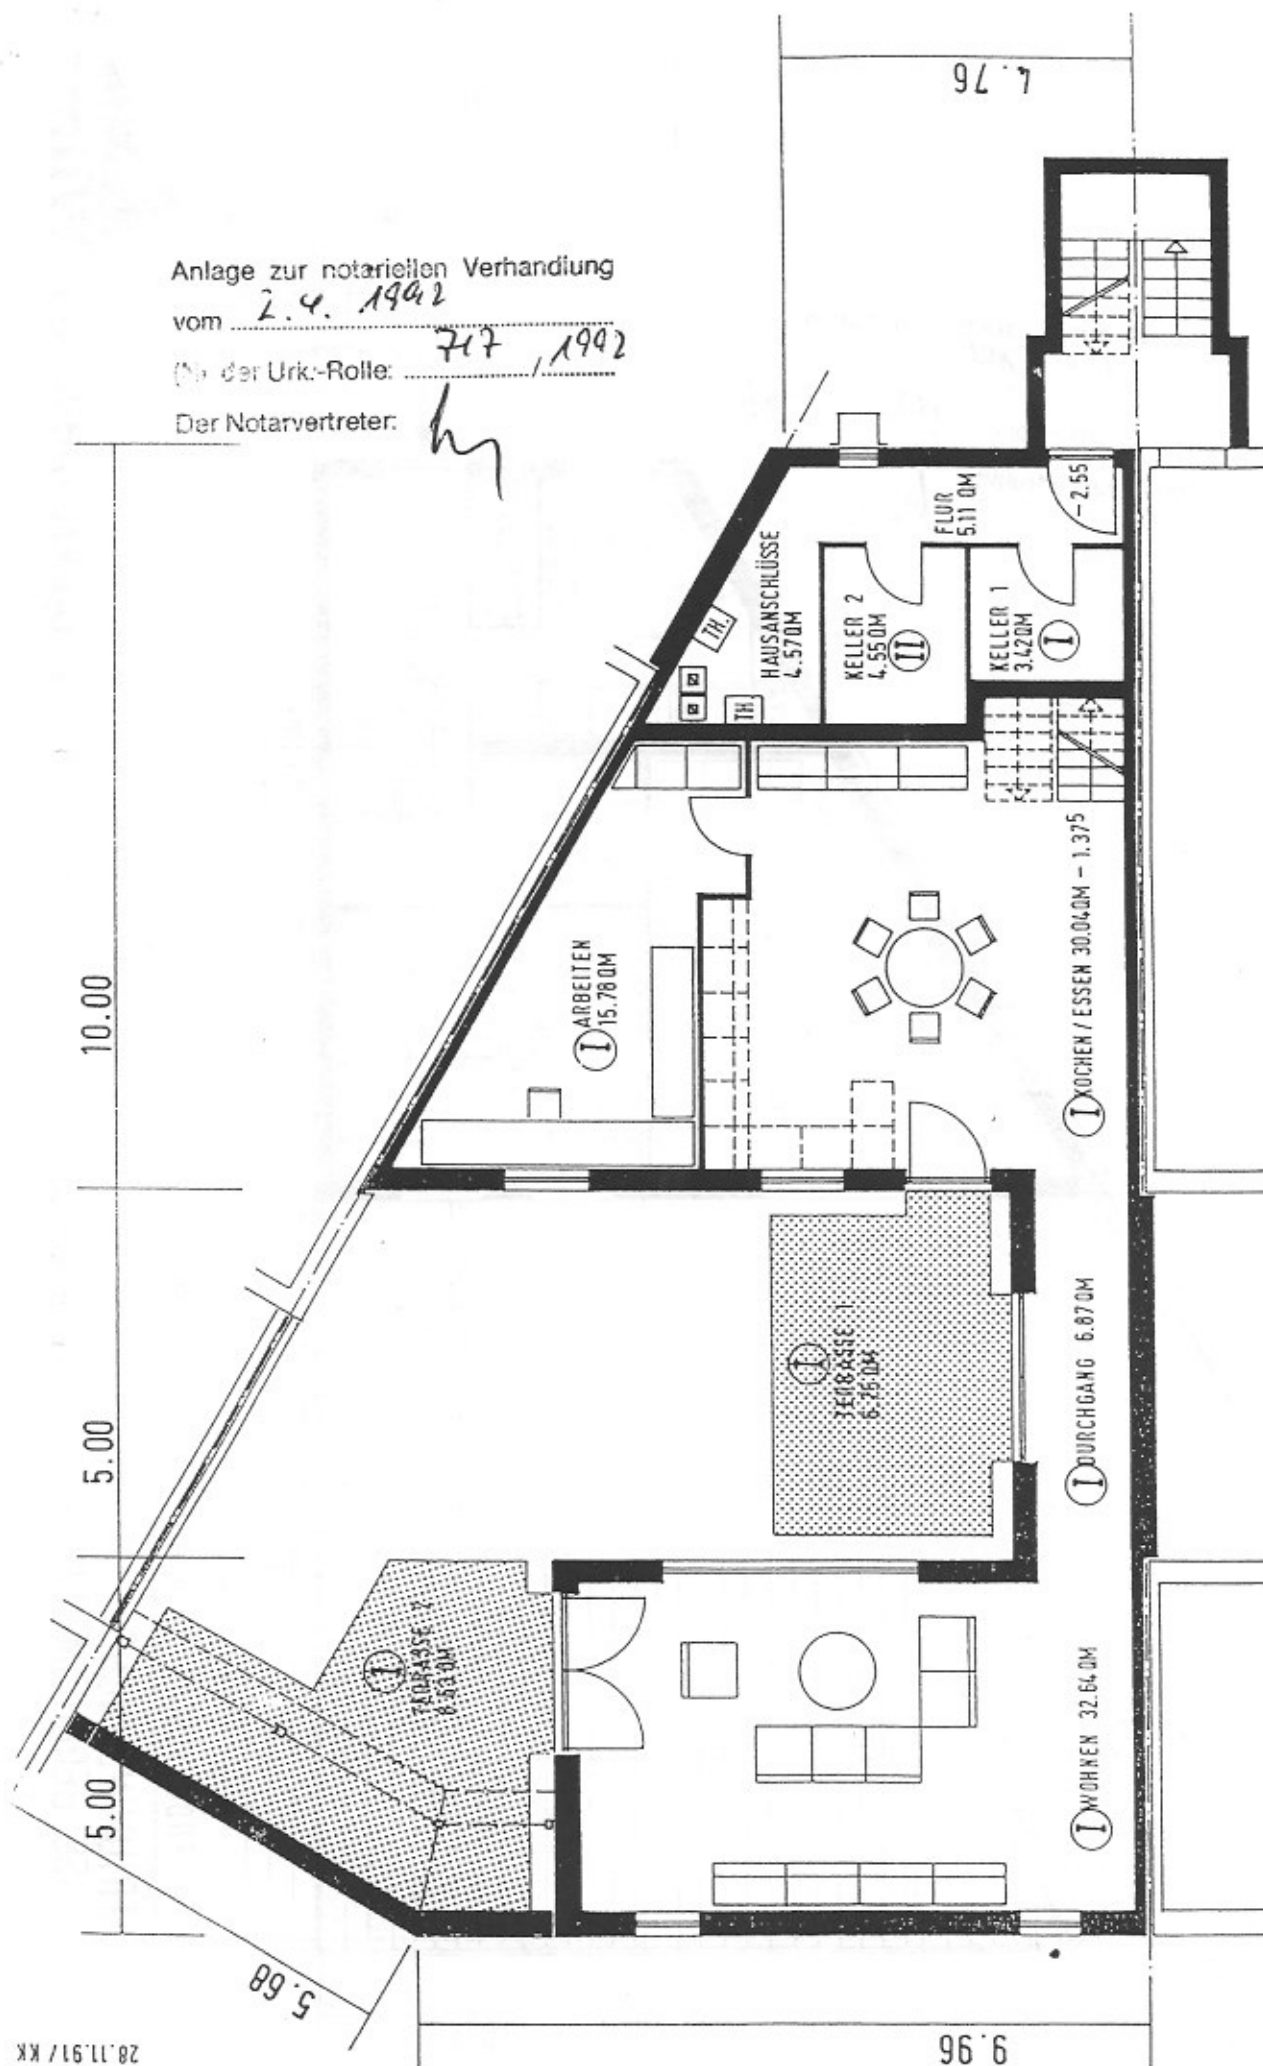 4.76
Anlage zur notariellen Verhandlung
vom 2.4. 1992
der Urk.-Rolle: 717 / 1992
Der Notarvertreter:
FLUR
5.11 QM
-2.55
HAUSANSCHLÜSSE
4.57QM
TH.
TH.
KELLER 2
4.55QM
II
KELLER 1
3.42QM
I
10.00
I
ARBEITEN
15.78QM
I KOCHEN / ESSEN 30.04QM - 1.37⁵
I
TERRASSE 1
6.75 QM
I DURCHGANG 6.87QM
5.00
I
TERRASSE 2
8.63 QM
I WOHNEN 32.64QM
5.00
5.68
9.96
28.11.91 / KK